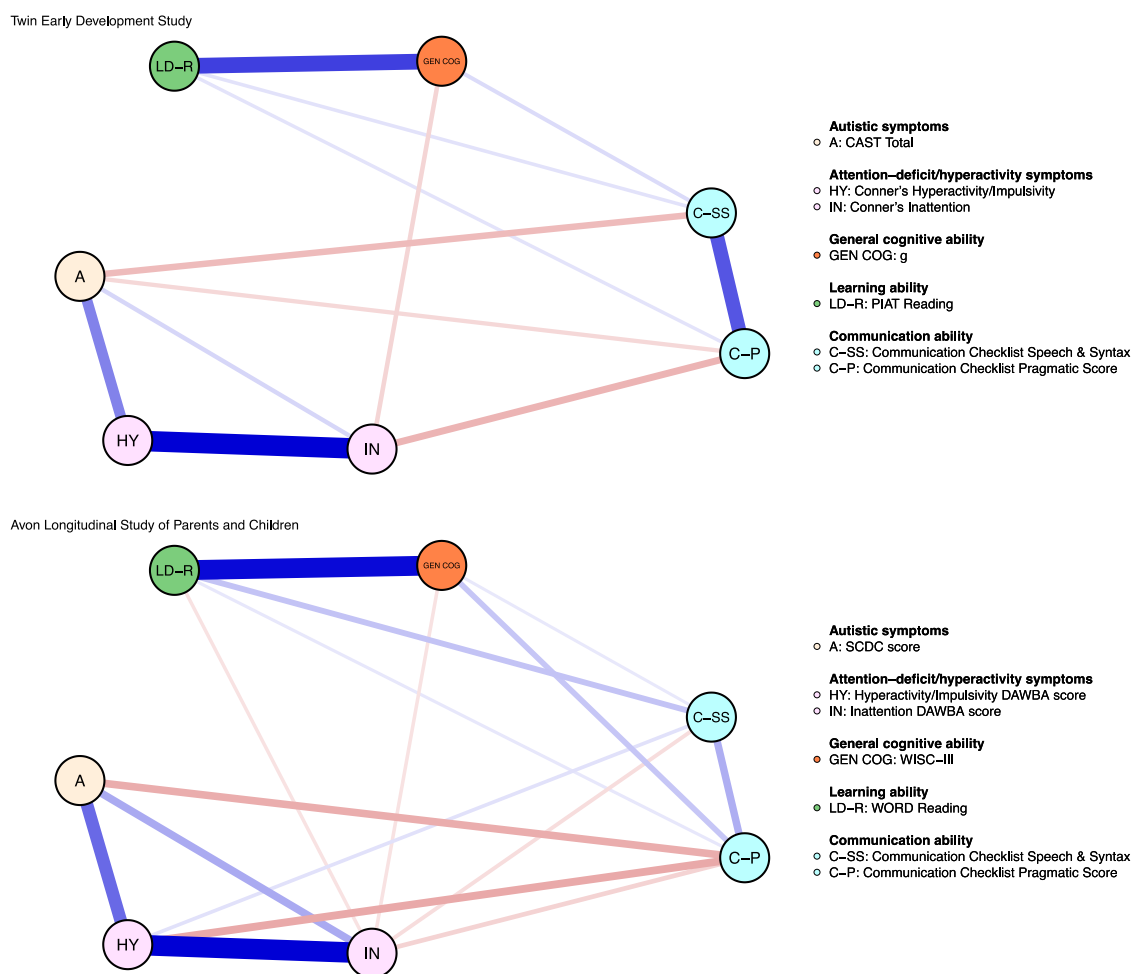 Twin Early Development Study
LD–R
GEN COG
C–SS
A
C–P
HY
IN
Autistic symptoms
A: CAST Total
Attention–deficit/hyperactivity symptoms
HY: Conner's Hyperactivity/Impulsivity
IN: Conner's Inattention
General cognitive ability
GEN COG: g
Learning ability
LD–R: PIAT Reading
Communication ability
C–SS: Communication Checklist Speech & Syntax
C–P: Communication Checklist Pragmatic Score
Avon Longitudinal Study of Parents and Children
LD–R
GEN COG
C–SS
A
C–P
HY
IN
Autistic symptoms
A: SCDC score
Attention–deficit/hyperactivity symptoms
HY: Hyperactivity/Impulsivity DAWBA score
IN: Inattention DAWBA score
General cognitive ability
GEN COG: WISC–III
Learning ability
LD–R: WORD Reading
Communication ability
C–SS: Communication Checklist Speech & Syntax
C–P: Communication Checklist Pragmatic Score